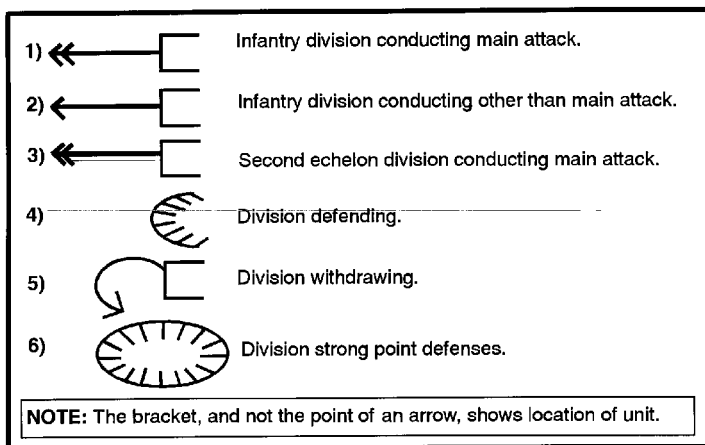 1) Infantry division conducting main attack.
2) Infantry division conducting other than main attack.
3) Second echelon division conducting main attack.
4) Division defending.
5) Division withdrawing.
6) Division strong point defenses.
NOTE: The bracket, and not the point of an arrow, shows location of unit.